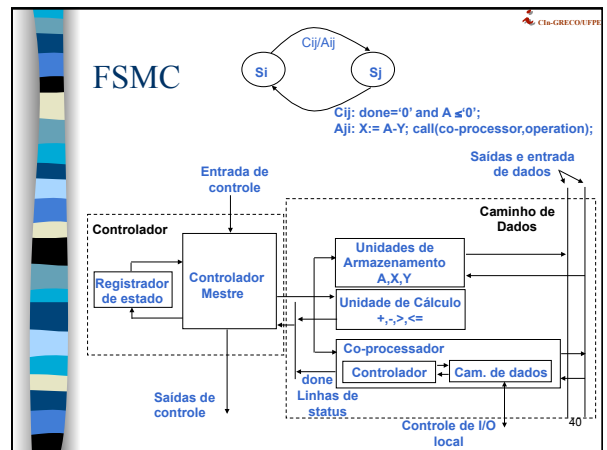 CIn-GRECO/UFPE
FSMC
Cij/Aij
Si
Sj
Cij: done='0' and A ≤'0';
Aji: X:= A-Y; call(co-processor,operation);
Saídas e entrada
de dados
Entrada de
controle
Caminho de
Dados
Controlador
Unidades de
Armazenamento
A,X,Y
Registrador
de estado
Controlador
Mestre
Unidade de Cálculo
+,-,>,<=
Co-processador
Controlador
Cam. de dados
done
Linhas de
status
Saídas de
controle
Controle de I/O
local
40